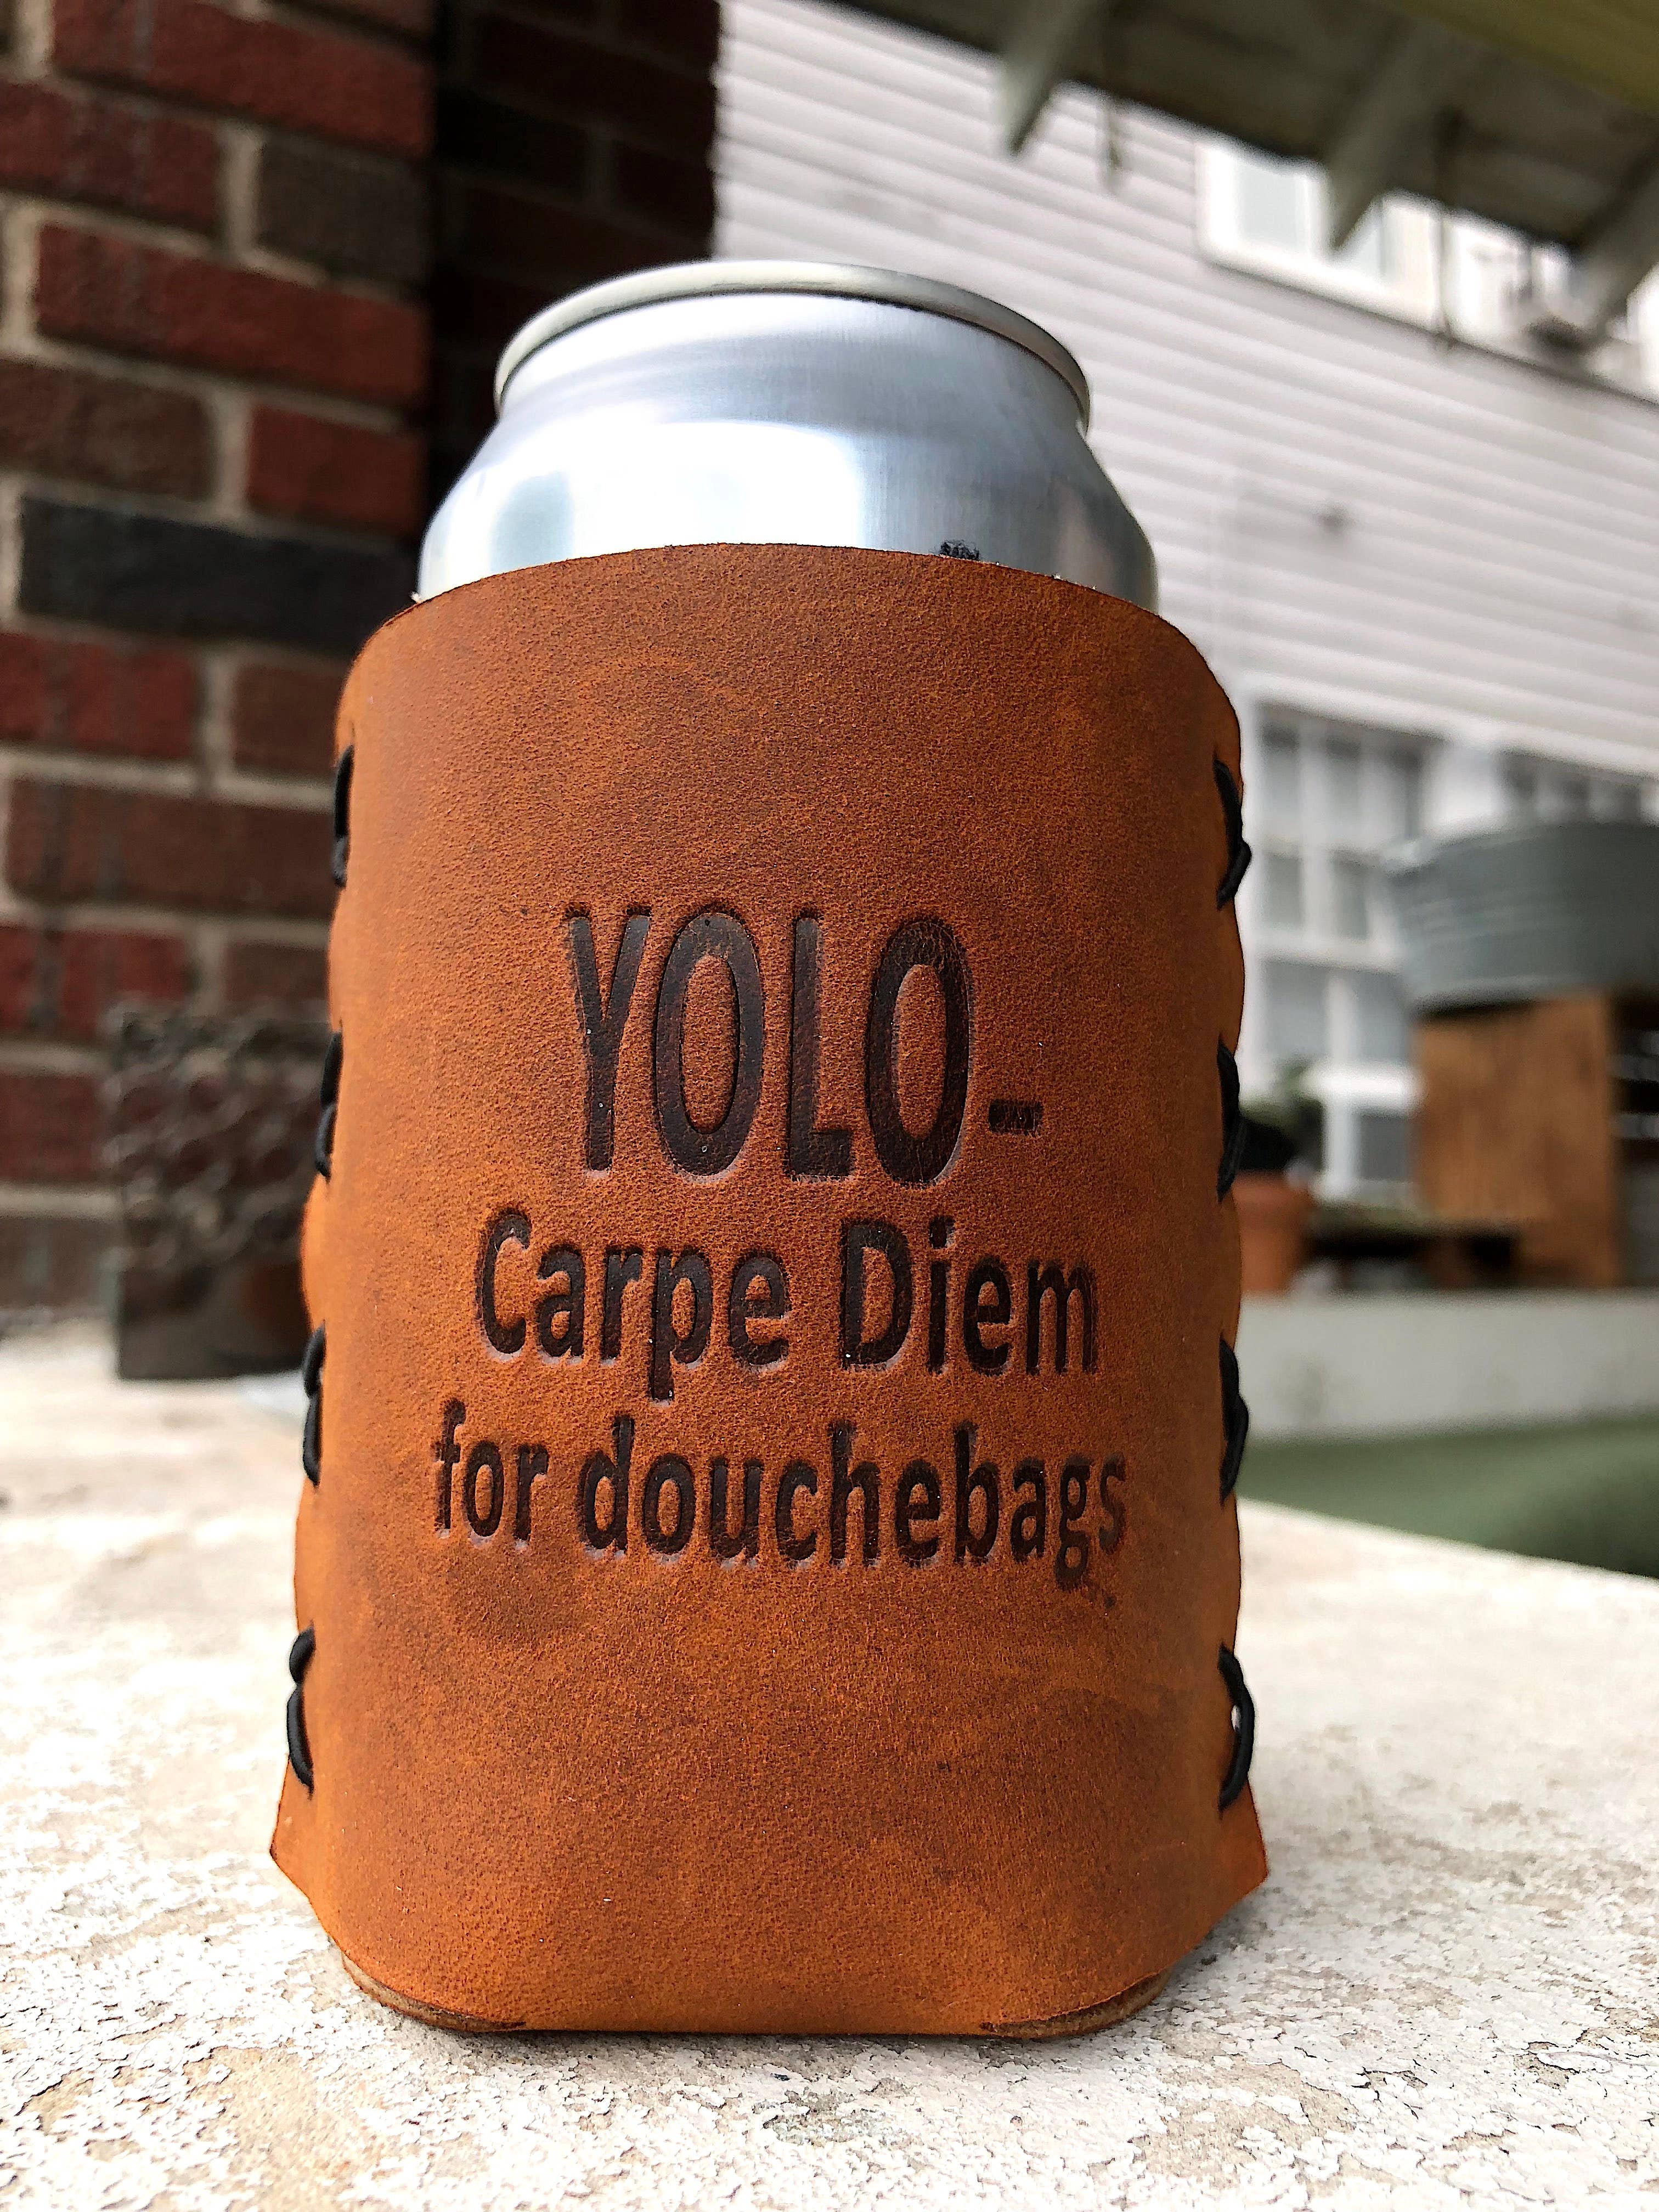 YOLO-
Carpe Diem
for douchebags